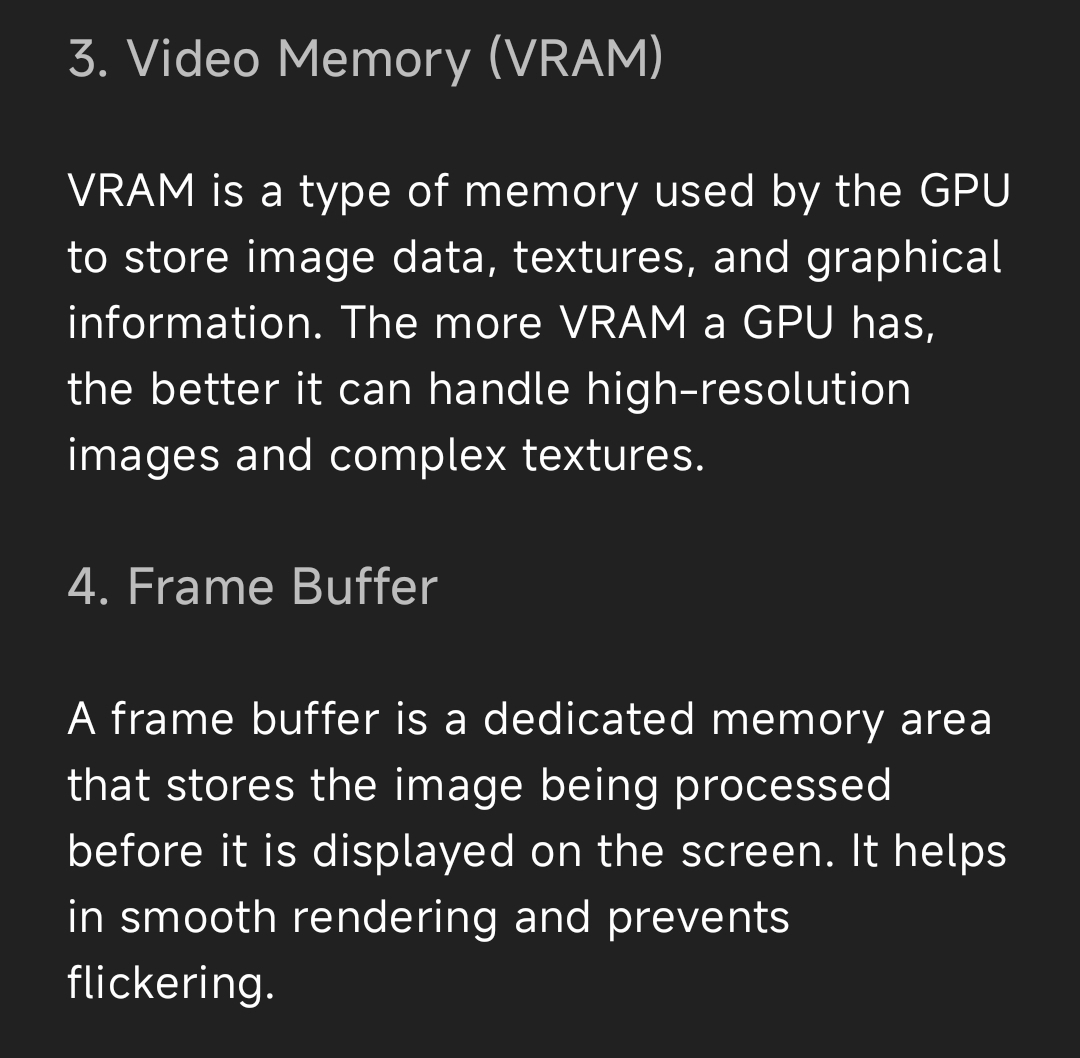 3. Video Memory (VRAM)
VRAM is a type of memory used by the GPU
to store image data, textures, and graphical
information. The more VRAM a GPU has,
the better it can handle high-resolution
images and complex textures.
4. Frame Buffer
A frame buffer is a dedicated memory area
that stores the image being processed
before it is displayed on the screen. It helps
in smooth rendering and prevents
flickering.